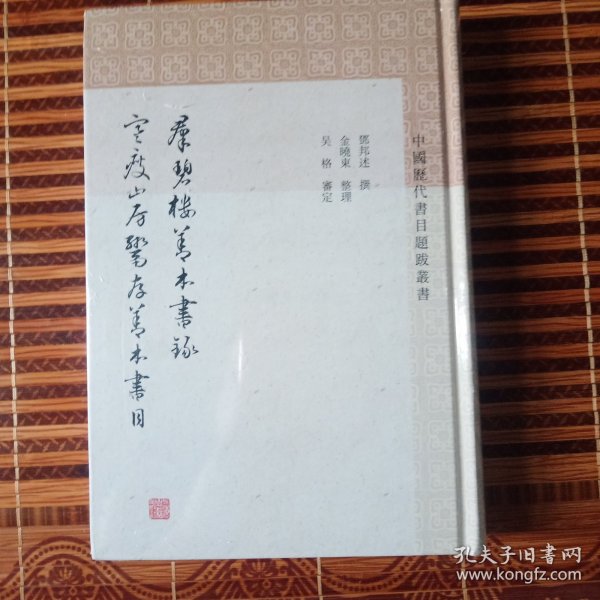 中國歷代書目題跋叢書
鄧邦述 撰
金曉東 整理
吳格 審定
羣碧樓善本書錄
寒瘦山房鬻存善本書目
孔夫子旧书网
www.kongfz.com